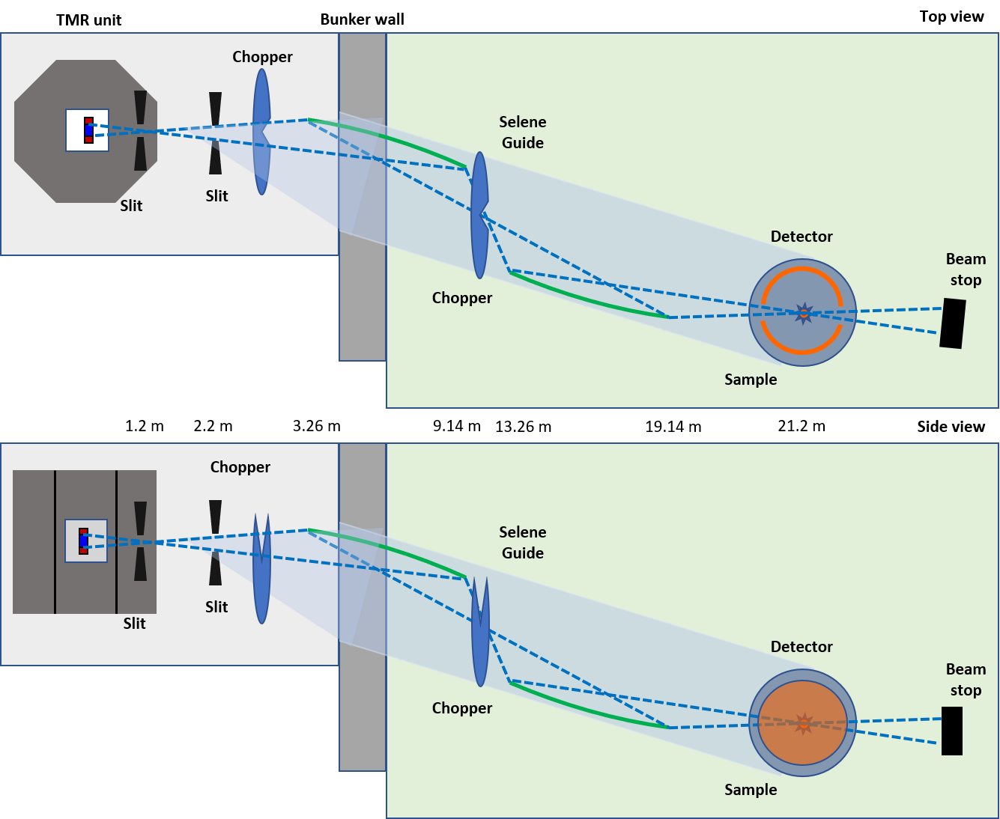 TMR unit
Bunker wall
Top view
Chopper
Selene
Guide
Slit
Slit
Detector
Beam
stop
Chopper
Sample
1.2 m
2.2 m
3.26 m
9.14 m
13.26 m
19.14 m
21.2 m
Side view
Chopper
Selene
Guide
Slit
Slit
Detector
Beam
stop
Chopper
Sample